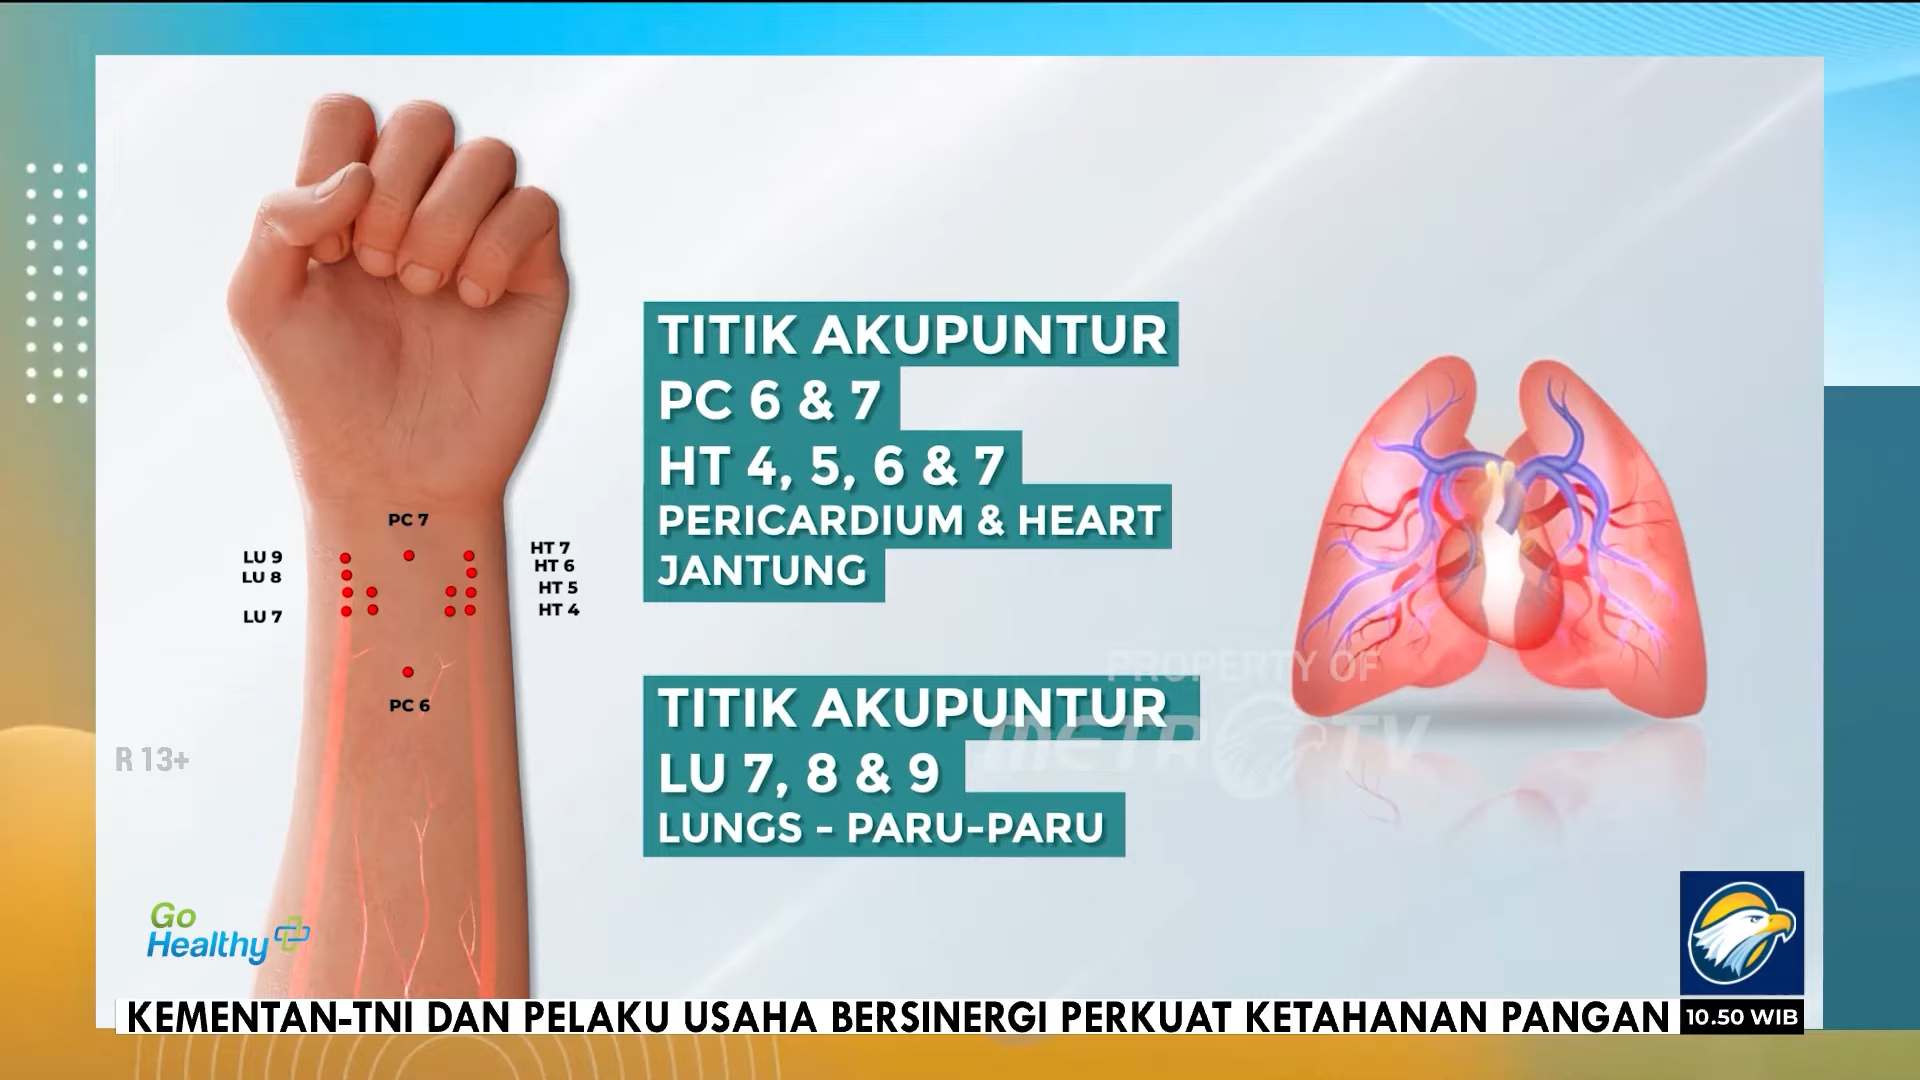 TITIK AKUPUNTUR
PC 6 & 7
HT 4, 5, 6 & 7
PERICARDIUM & HEART
JANTUNG
PC 7
LU 9
LU 8
LU 7
HT 7
HT 6
HT 5
HT 4
PC 6
PROPERTY OF
METRO TV
TITIK AKUPUNTUR
LU 7, 8 & 9
LUNGS - PARU-PARU
R 13+
Go
Healthy
KEMENTAN-TNI DAN PELAKU USAHA BERSINERGI PERKUAT KETAHANAN PANGAN
10.50 WIB